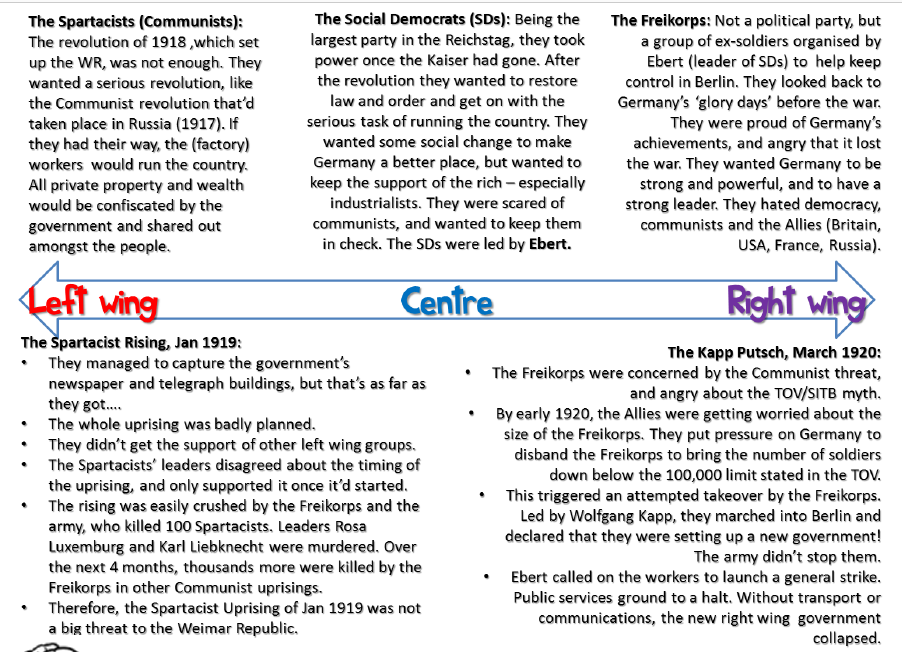 The Spartacists (Communists):
The revolution of 1918 ,which set
up the WR, was not enough. They
wanted a serious revolution, like
the Communist revolution that'd
taken place in Russia (1917). If
they had their way, the (factory)
workers would run the country.
All private property and wealth
would be confiscated by the
government and shared out
amongst the people.
The Social Democrats (SDs): Being the
largest party in the Reichstag, they took
power once the Kaiser had gone. After
the revolution they wanted to restore
law and order and get on with the
serious task of running the country. They
wanted some social change to make
Germany a better place, but wanted to
keep the support of the rich – especially
industrialists. They were scared of
communists, and wanted to keep them
in check. The SDs were led by Ebert.
The Freikorps: Not a political party, but
a group of ex-soldiers organised by
Ebert (leader of SDs) to help keep
control in Berlin. They looked back to
Germany's 'glory days' before the war.
They were proud of Germany's
achievements, and angry that it lost
the war. They wanted Germany to be
strong and powerful, and to have a
strong leader. They hated democracy,
communists and the Allies (Britain,
USA, France, Russia).
Left wing
Centre
Right wing
The Spartacist Rising, Jan 1919:
• They managed to capture the government's
newspaper and telegraph buildings, but that's as far as
they got....
• The whole uprising was badly planned.
• They didn't get the support of other left wing groups.
• The Spartacists' leaders disagreed about the timing of
the uprising, and only supported it once it'd started.
• The rising was easily crushed by the Freikorps and the
army, who killed 100 Spartacists. Leaders Rosa
Luxemburg and Karl Liebknecht were murdered. Over
the next 4 months, thousands more were killed by the
Freikorps in other Communist uprisings.
• Therefore, the Spartacist Uprising of Jan 1919 was not
a big threat to the Weimar Republic.
The Kapp Putsch, March 1920:
• The Freikorps were concerned by the Communist threat,
and angry about the TOV/SITB myth.
• By early 1920, the Allies were getting worried about the
size of the Freikorps. They put pressure on Germany to
disband the Freikorps to bring the number of soldiers
down below the 100,000 limit stated in the TOV.
• This triggered an attempted takeover by the Freikorps.
Led by Wolfgang Kapp, they marched into Berlin and
declared that they were setting up a new government!
The army didn't stop them.
• Ebert called on the workers to launch a general strike.
Public services ground to a halt. Without transport or
communications, the new right wing government
collapsed.